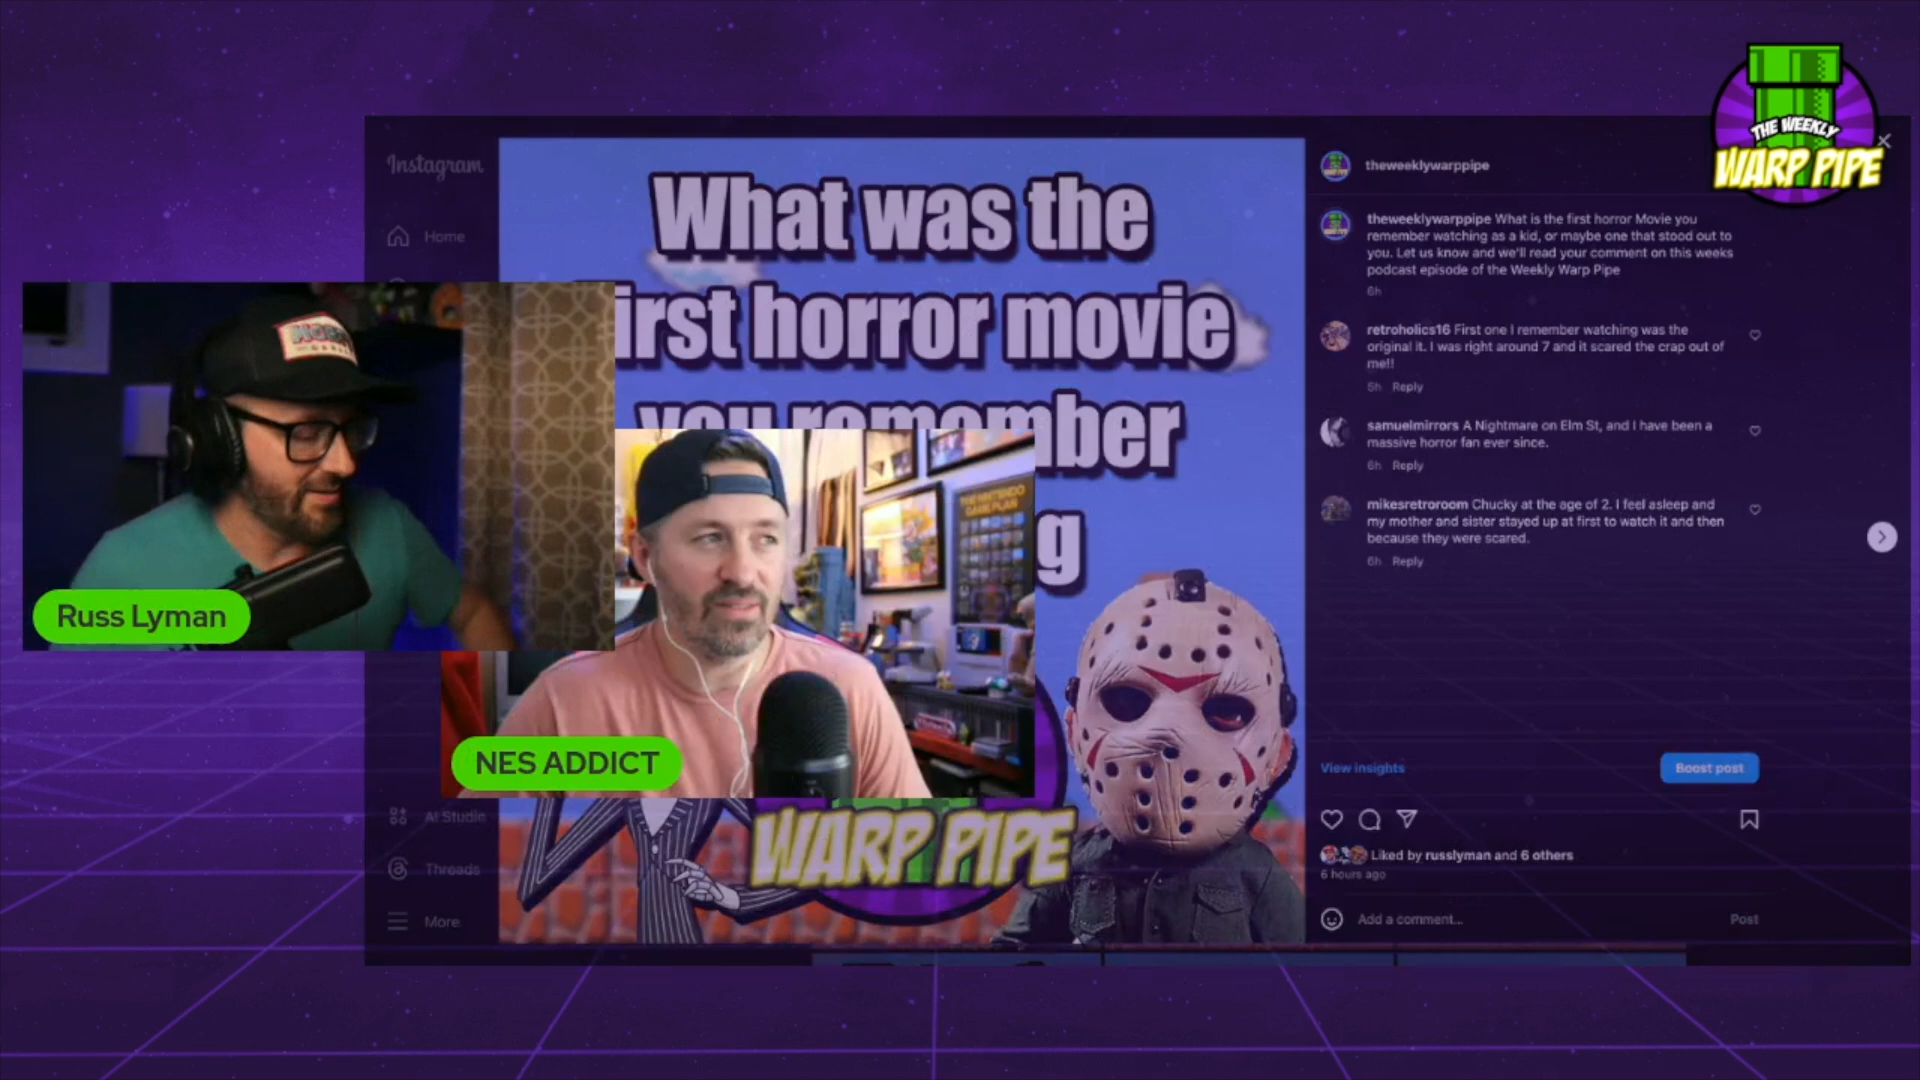 THE WEEKLY
WARP PIPE
Instagram
Home
What was the
irst horror movie
you remember
g
theweeklywarppipe
theweeklywarppipe What is the first horror Movie you
remember watching as a kid, or maybe one that stood out to
you. Let us know and we'll read your comment on this weeks
podcast episode of the Weekly Warp Pipe
6h
retroholics16 First one I remember watching was the
original it. I was right around 7 and it scared the crap out of
me!!
5h Reply
samuelmirrors A Nightmare on Elm St, and I have been a
massive horror fan ever since.
6h Reply
mikesretroroom Chucky at the age of 2. I feel asleep and
my mother and sister stayed up at first to watch it and then
because they were scared.
6h Reply
Russ Lyman
THE NINTENDO
GAME PLAN
Nintendo
NES ADDICT
WARP PIPE
AI Studio
Threads
More
View insights
Boost post
Liked by russlyman and 6 others
6 hours ago
Add a comment...
Post